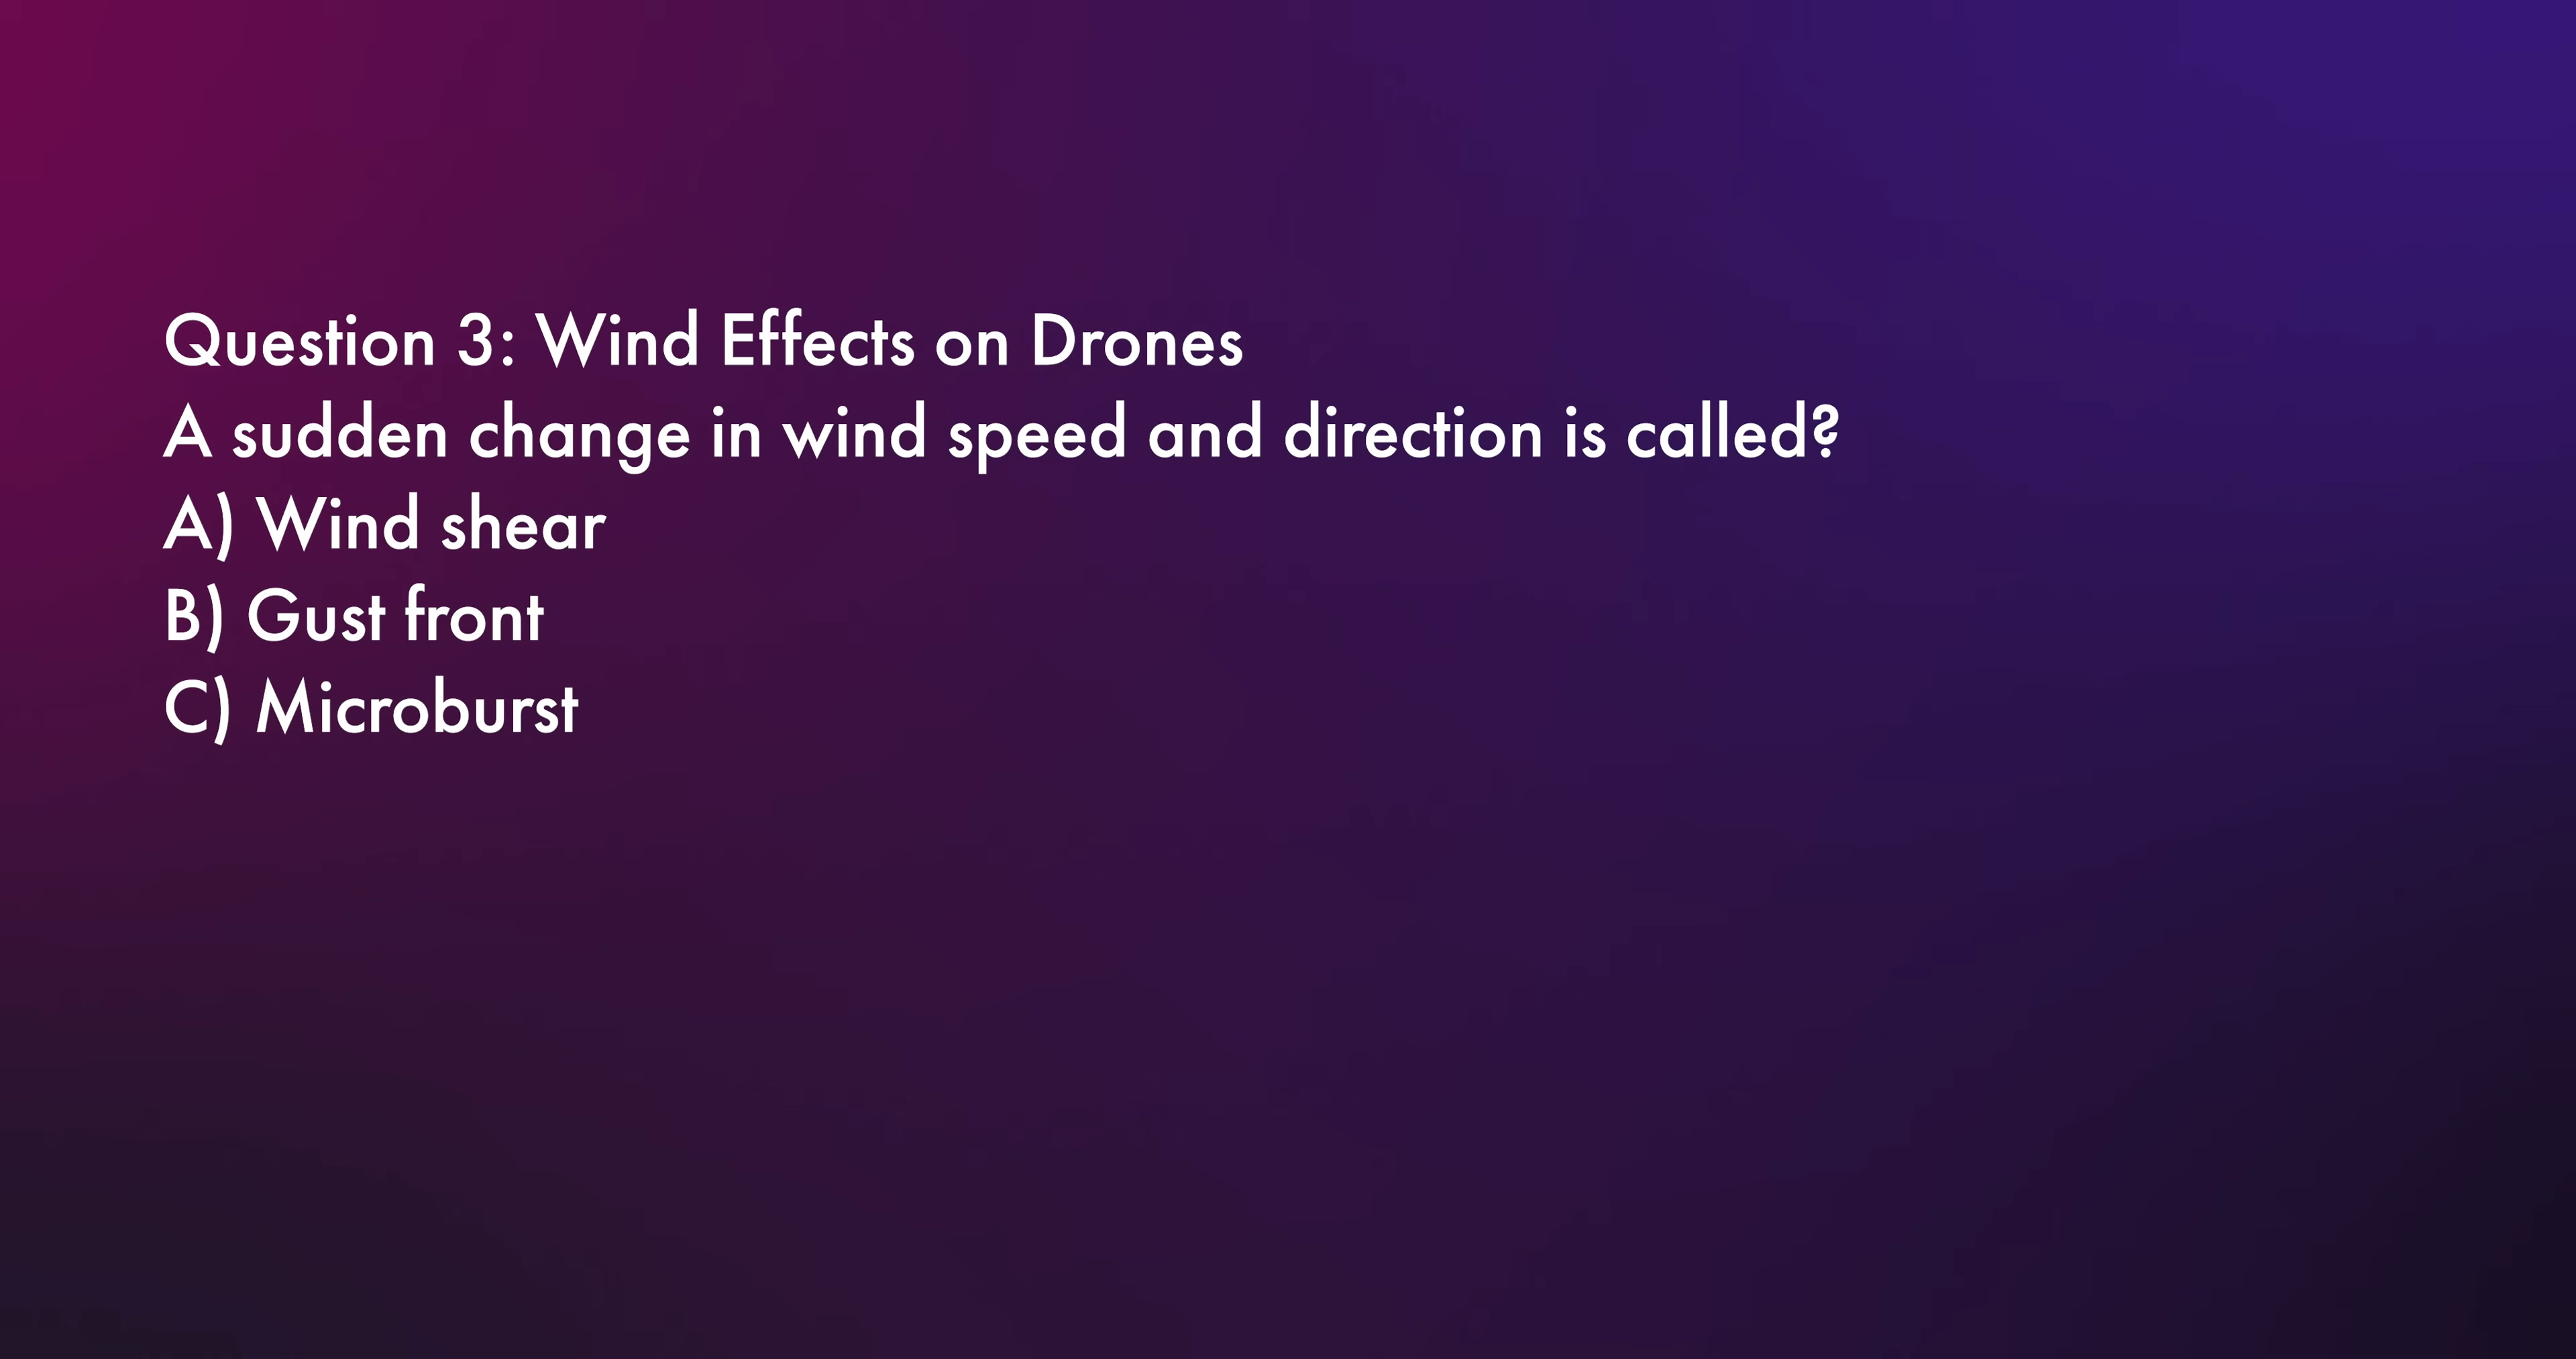 Question 3: Wind Effects on Drones
A sudden change in wind speed and direction is called?
A) Wind shear
B) Gust front
C) Microburst